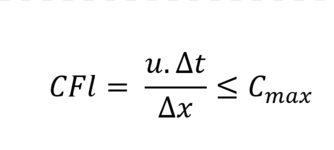 CFl = u.Δt / Δx ≤ C_max